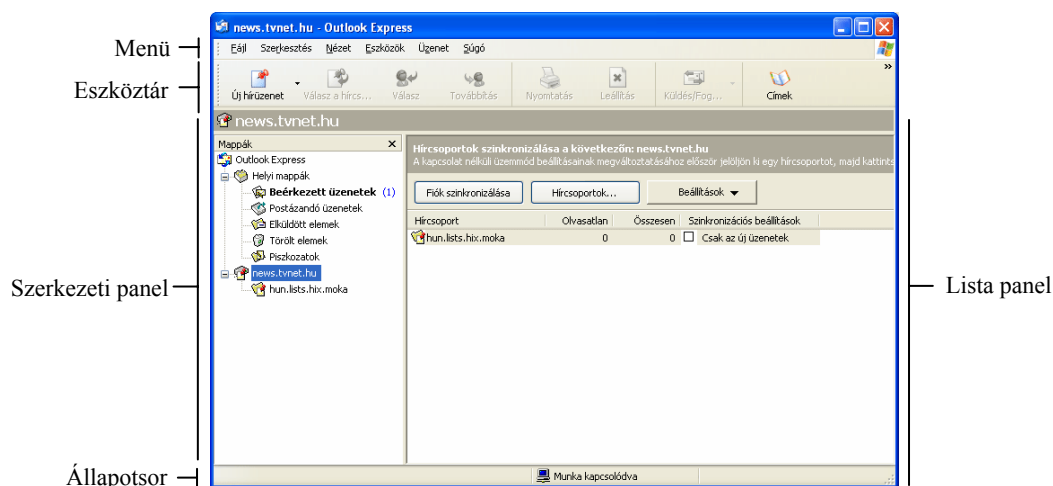 news.tvnet.hu - Outlook Express
Menü
Fájl Szerkesztés Nézet Eszközök Üzenet Súgó
Eszköztár
Új hírüzenet Válasz a hírcs... Válasz Továbbítás Nyomtatás Leállítás Küldés/Fog... Címek
news.tvnet.hu
Mappák
Outlook Express
Helyi mappák
Beérkezett üzenetek (1)
Postázandó üzenetek
Elküldött elemek
Törölt elemek
Piszkozatok
news.tvnet.hu
hun.lists.hix.moka
Hírcsoportok szinkronizálása a következőn: news.tvnet.hu
A kapcsolat nélküli üzemmód beállításainak megváltoztatásához először jelöljön ki egy hírcsoportot, majd kattints
Fiók szinkronizálása Hírcsoportok... Beállítások
Hírcsoport Olvasatlan Összesen Szinkronizációs beállítások
hun.lists.hix.moka 0 0 Csak az új üzenetek
Szerkezeti panel
Lista panel
Állapotsor
Munka kapcsolódva